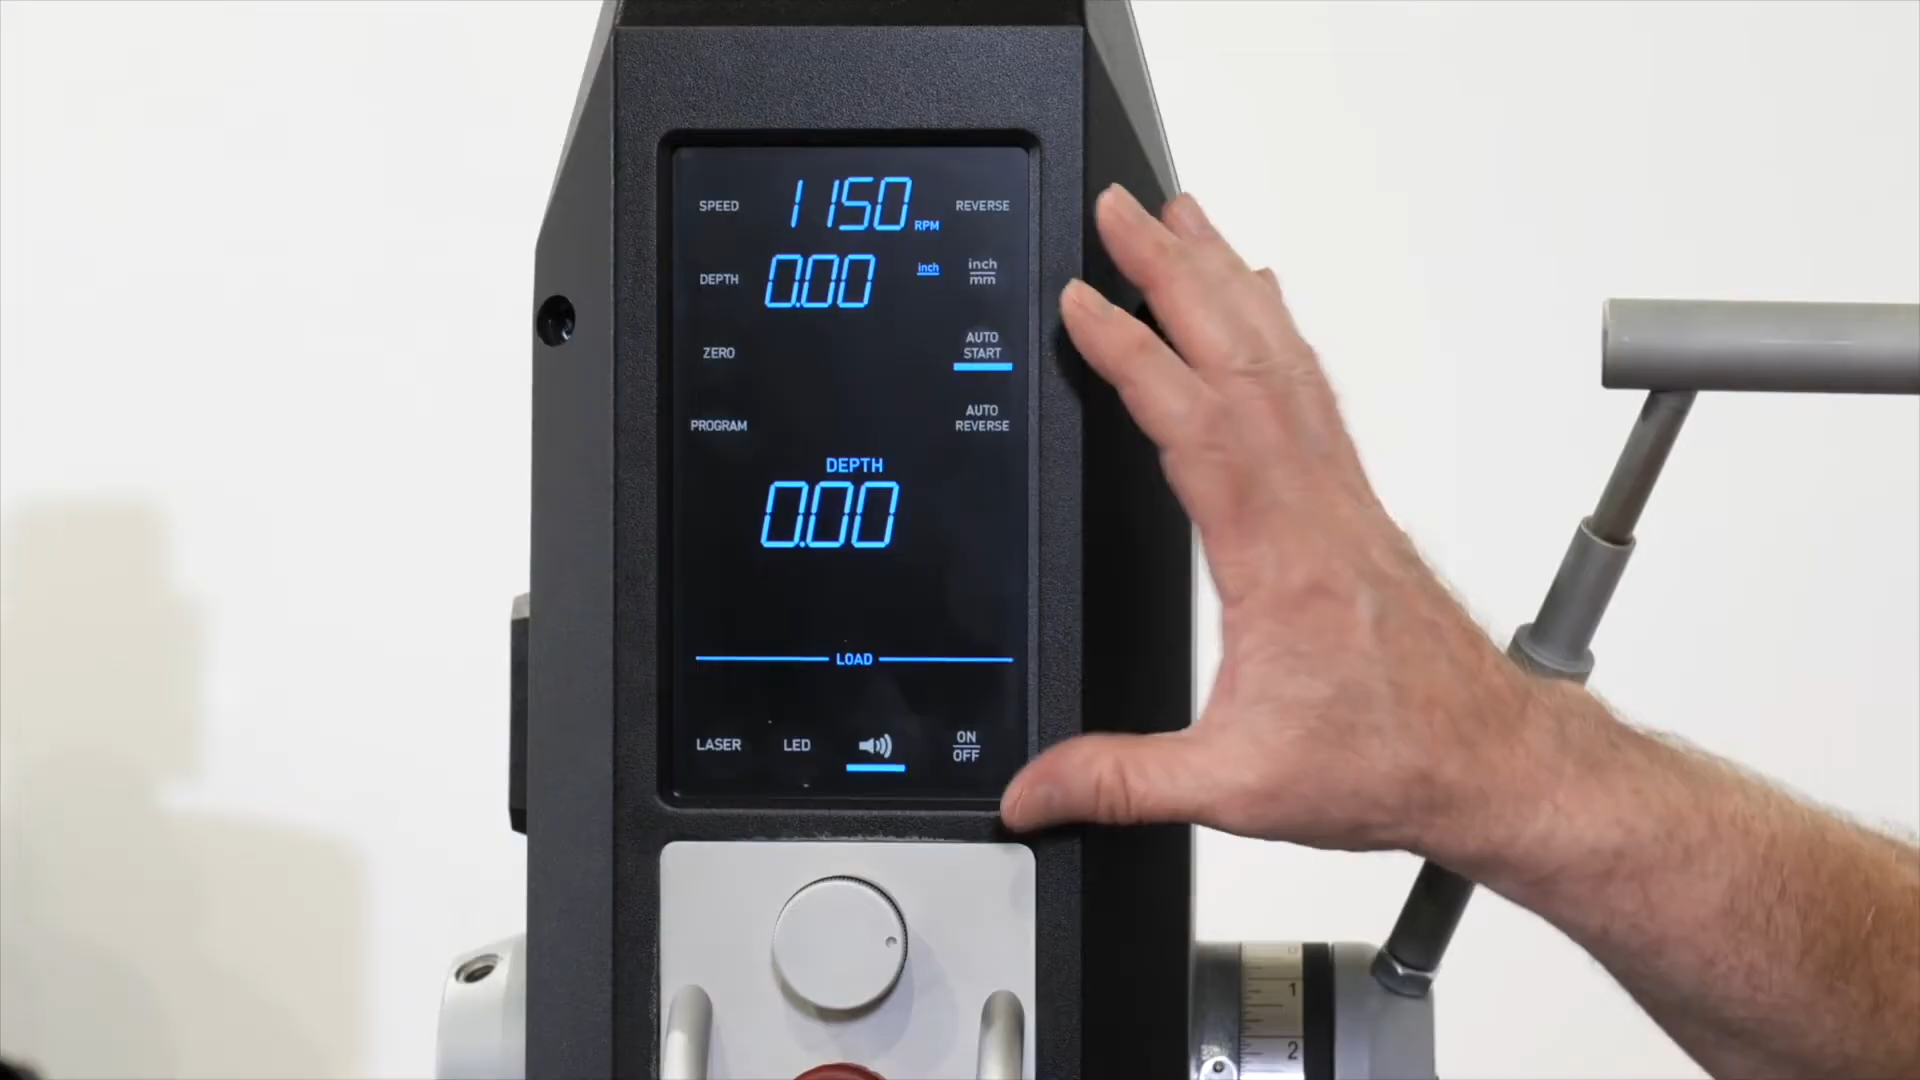 SPEED 1150 RPM REVERSE
DEPTH 0.00 inch inch
mm
ZERO AUTO
START
PROGRAM AUTO
REVERSE
DEPTH
0.00
LOAD
LASER LED ON
OFF
0
1
2